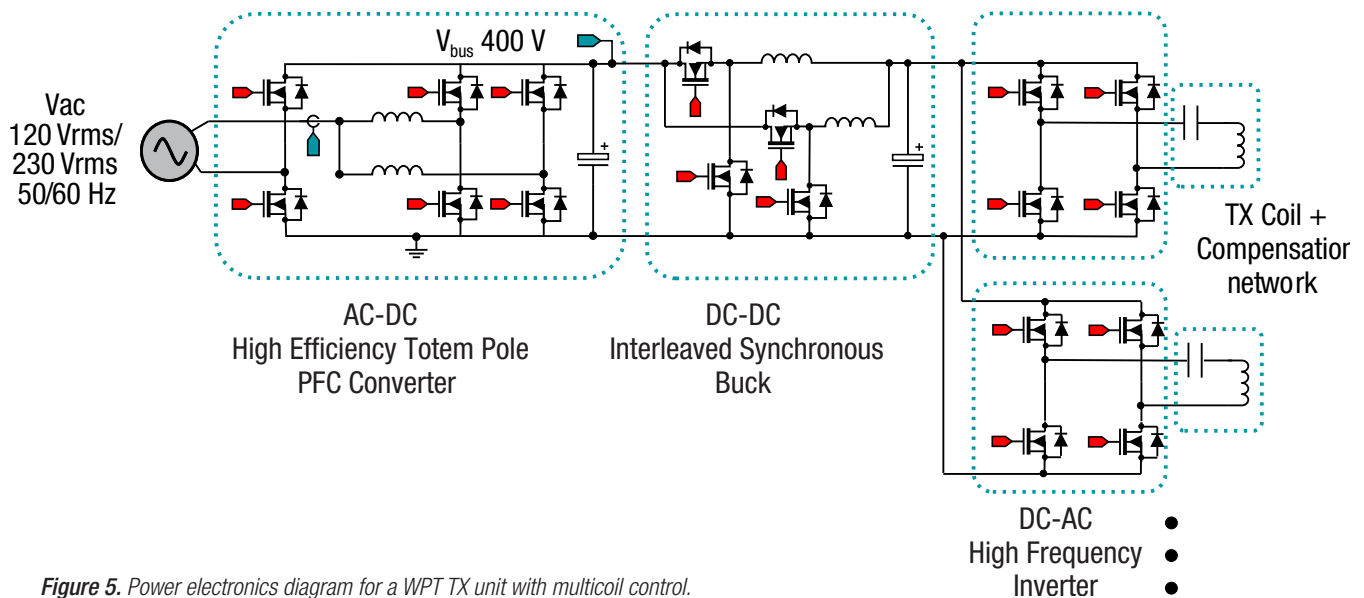 V_bus 400 V
Vac
120 Vrms/
230 Vrms
50/60 Hz
+
+
TX Coil +
Compensation
network
AC-DC
High Efficiency Totem Pole
PFC Converter
DC-DC
Interleaved Synchronous
Buck
DC-AC
High Frequency
Inverter
Figure 5. Power electronics diagram for a WPT TX unit with multicoil control.